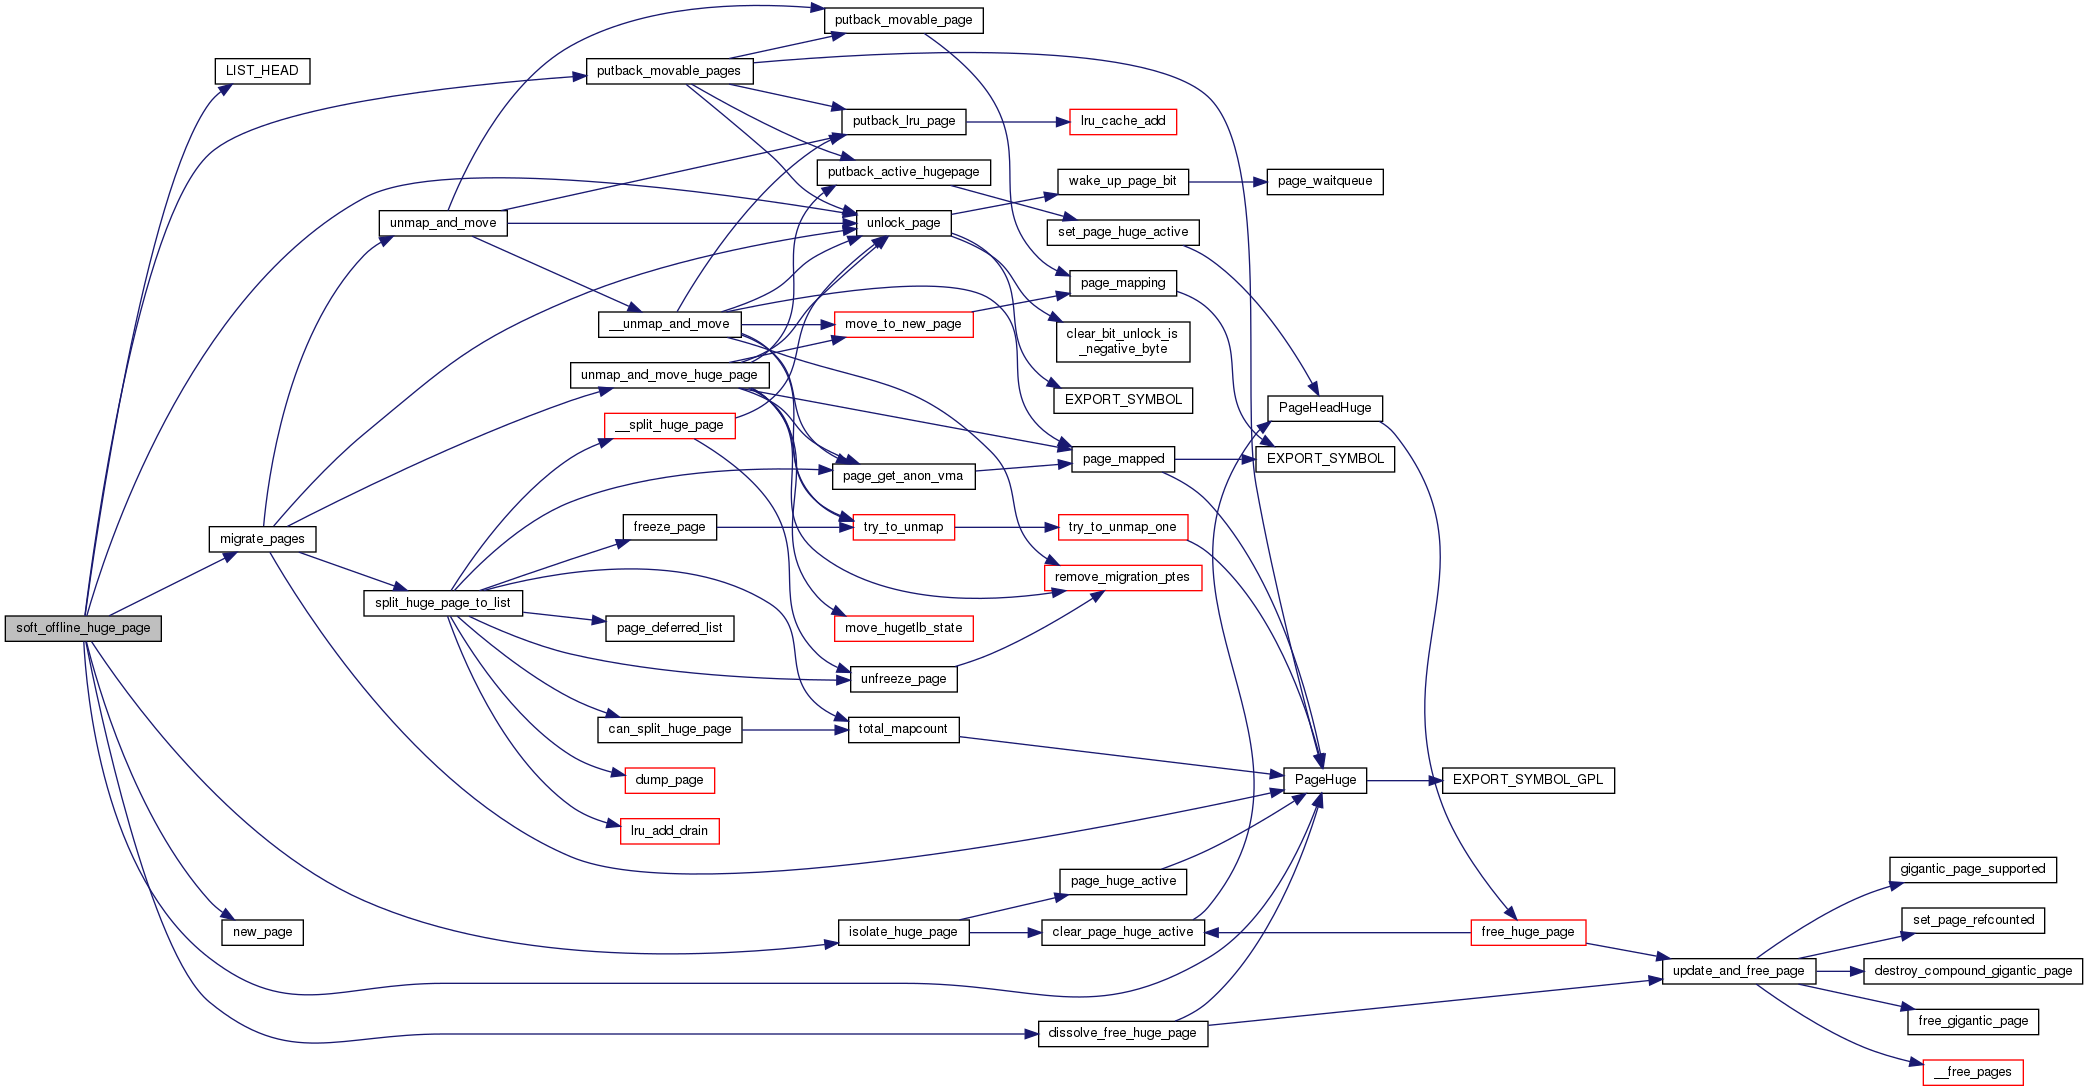 putback_movable_page
LIST_HEAD
putback_movable_pages
putback_lru_page
lru_cache_add
putback_active_hugepage
wake_up_page_bit
page_waitqueue
unmap_and_move
unlock_page
set_page_huge_active
page_mapping
__unmap_and_move
move_to_new_page
clear_bit_unlock_is
_negative_byte
unmap_and_move_huge_page
EXPORT_SYMBOL
PageHeadHuge
__split_huge_page
page_mapped
EXPORT_SYMBOL
page_get_anon_vma
migrate_pages
freeze_page
try_to_unmap
try_to_unmap_one
remove_migration_ptes
split_huge_page_to_list
soft_offline_huge_page
page_deferred_list
move_hugetlb_state
unfreeze_page
can_split_huge_page
total_mapcount
dump_page
PageHuge
EXPORT_SYMBOL_GPL
lru_add_drain
page_huge_active
gigantic_page_supported
new_page
isolate_huge_page
clear_page_huge_active
free_huge_page
set_page_refcounted
update_and_free_page
destroy_compound_gigantic_page
dissolve_free_huge_page
free_gigantic_page
__free_pages